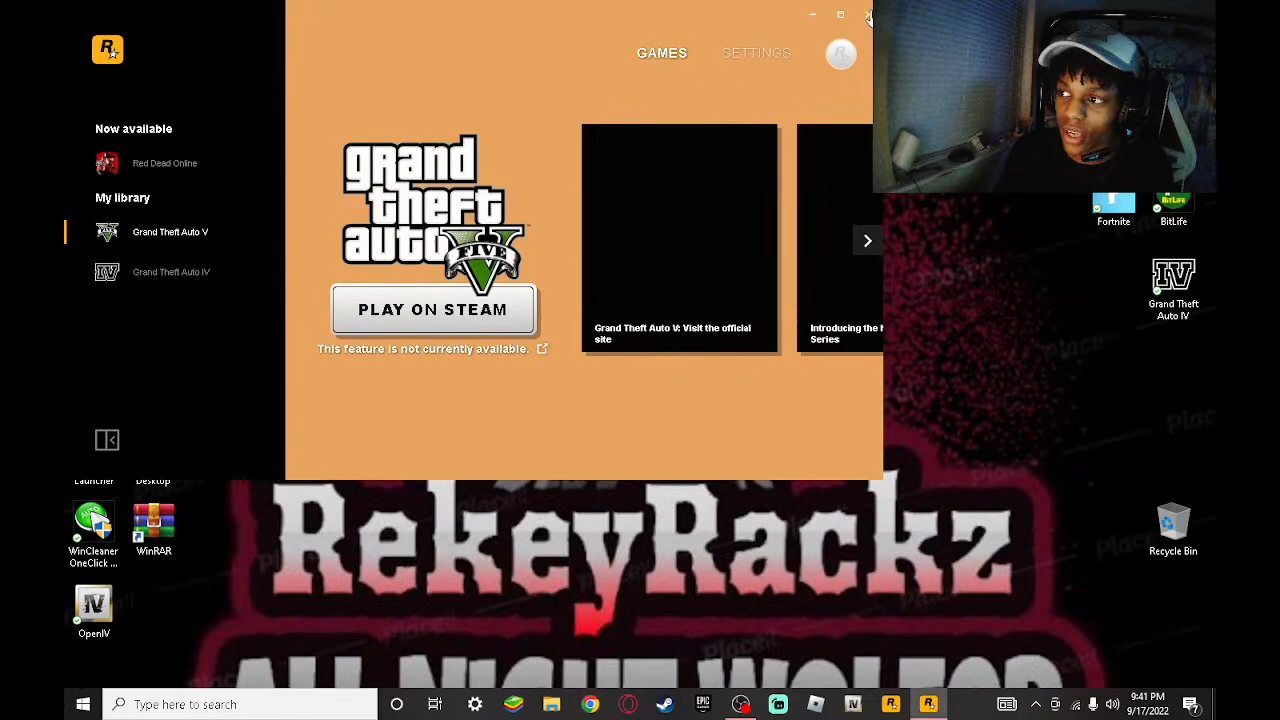 R
GAMES
SETTINGS
R
Now available
Red Dead Online
My library
Grand Theft Auto V
Grand Theft Auto IV
grand
theft
auto
FIVE
PLAY ON STEAM
This feature is not currently available.
Grand Theft Auto V: Visit the official
site
Series
Fortnite
BitLife
IV
Grand Theft
Auto IV
Launcher
Desktop
WinCleaner
OneClick ...
WinRAR
Recycle Bin
IV
OpenIV
RekeyRackz
Placeit
Type here to search
9:41 PM
9/17/2022